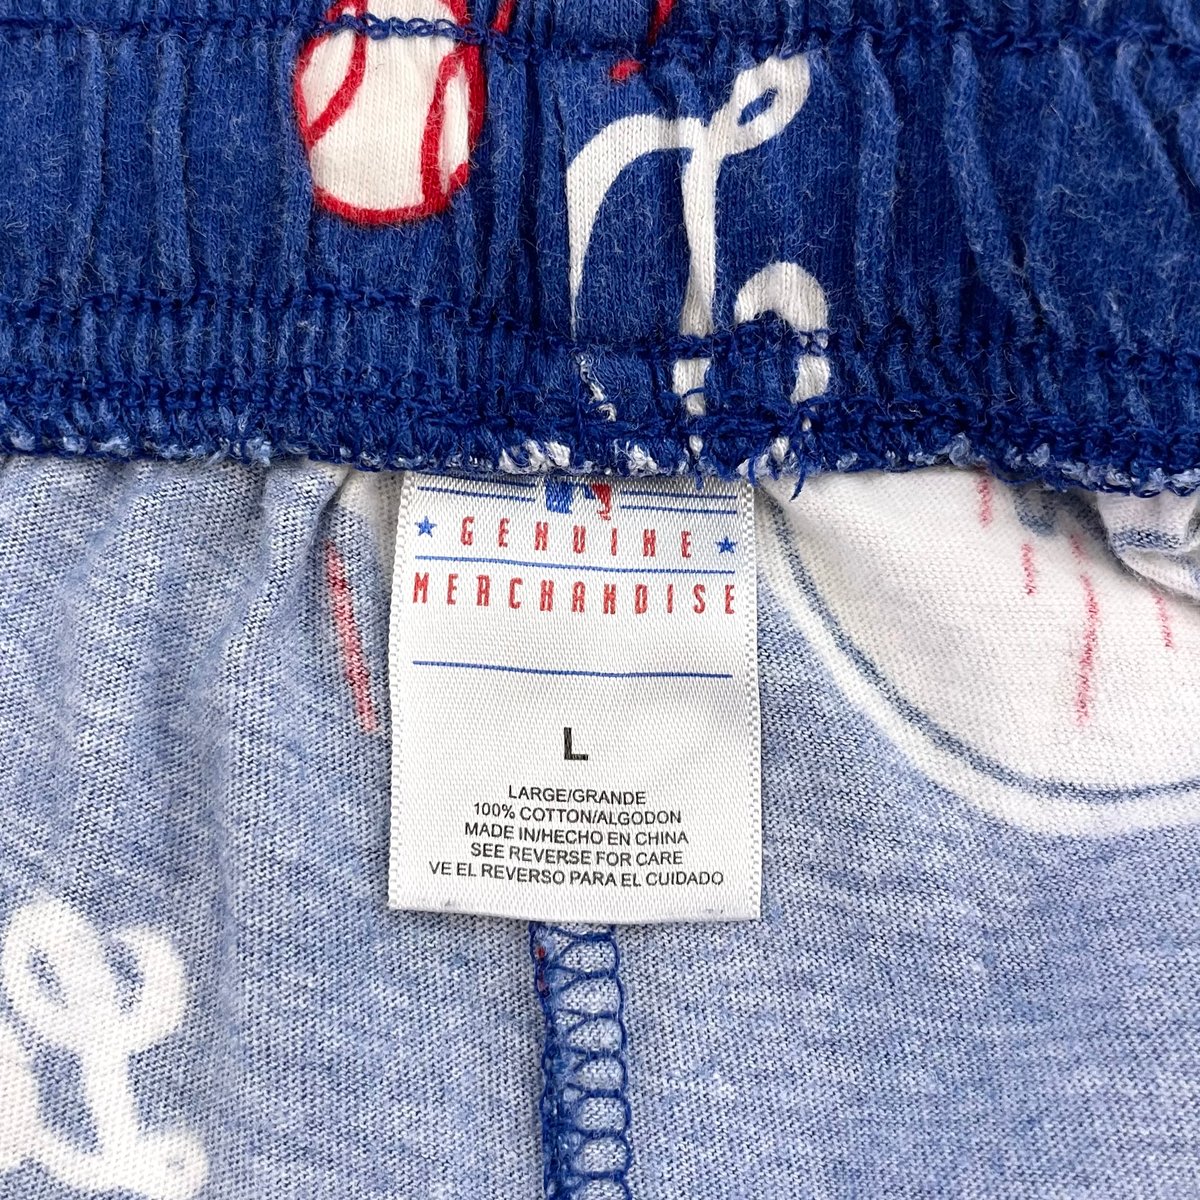 GENUINE
MERCHANDISE
L
LARGE/GRANDE
100% COTTON/ALGODON
MADE IN/HECHO EN CHINA
SEE REVERSE FOR CARE
VE EL REVERSO PARA EL CUIDADO